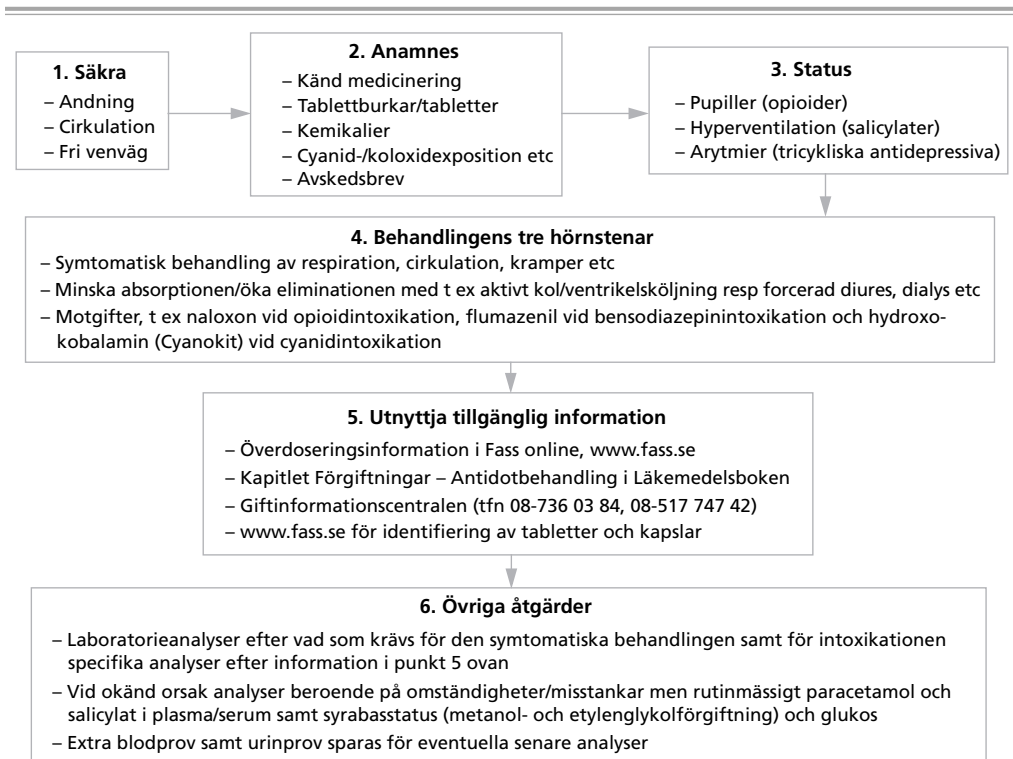 1. Säkra
– Andning
– Cirkulation
– Fri venväg
2. Anamnes
– Känd medicinering
– Tablettburkar/tabletter
– Kemikalier
– Cyanid-/koloxidexposition etc
– Avskedsbrev
3. Status
– Pupiller (opioider)
– Hyperventilation (salicylater)
– Arytmier (tricykliska antidepressiva)
4. Behandlingens tre hörnstenar
– Symtomatisk behandling av respiration, cirkulation, kramper etc
– Minska absorptionen/öka eliminationen med t ex aktivt kol/ventrikelsköljning resp forcerad diures, dialys etc
– Motgifter, t ex naloxon vid opioidintoxikation, flumazenil vid bensodiazepinintoxikation och hydroxo-
kobalamin (Cyanokit) vid cyanidintoxikation
5. Utnyttja tillgänglig information
– Överdoseringsinformation i Fass online, www.fass.se
– Kapitlet Förgiftningar – Antidotbehandling i Läkemedelsboken
– Giftinformationscentralen (tfn 08-736 03 84, 08-517 747 42)
– www.fass.se för identifiering av tabletter och kapslar
6. Övriga åtgärder
– Laboratorieanalyser efter vad som krävs för den symtomatiska behandlingen samt för intoxikationen
specifika analyser efter information i punkt 5 ovan
– Vid okänd orsak analyser beroende på omständigheter/misstankar men rutinmässigt paracetamol och
salicylat i plasma/serum samt syrabasstatus (metanol- och etylenglykolförgiftning) och glukos
– Extra blodprov samt urinprov sparas för eventuella senare analyser